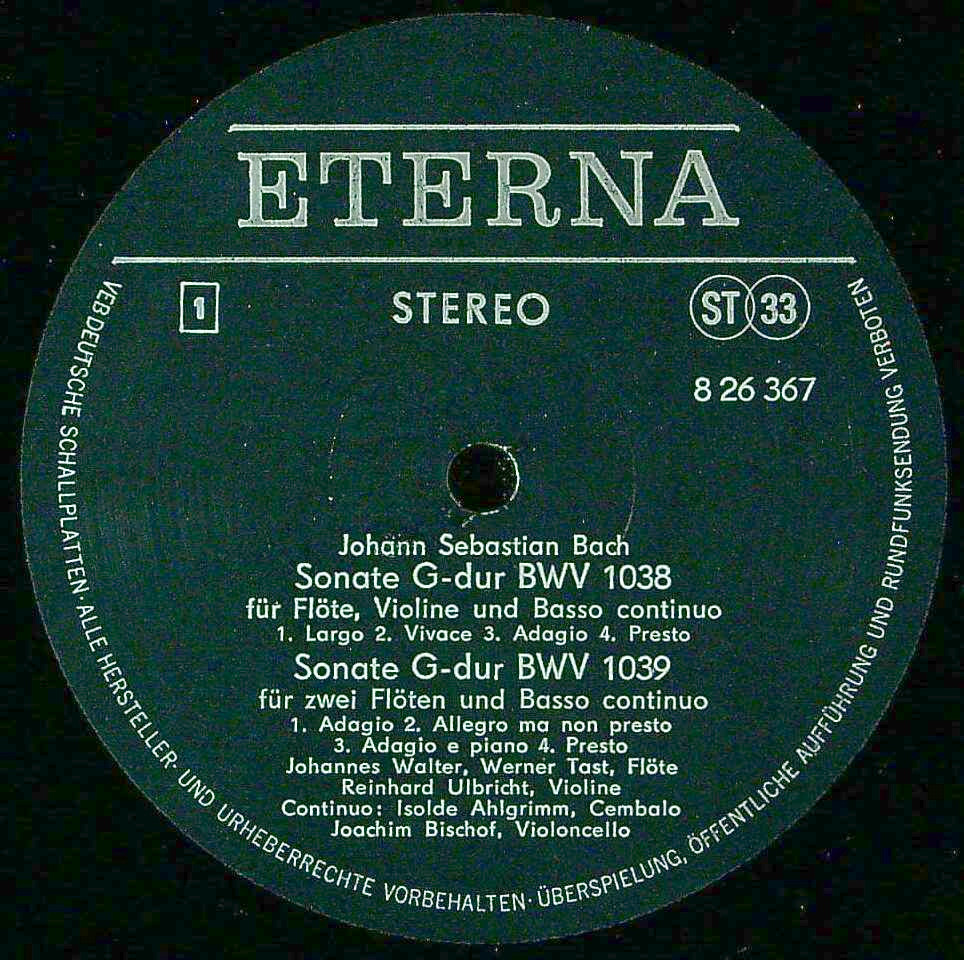 ETERNA
1
STEREO
ST 33
8 26 367
Johann Sebastian Bach
Sonate G-dur BWV 1038
für Flöte, Violine und Basso continuo
1. Largo 2. Vivace 3. Adagio 4. Presto
Sonate G-dur BWV 1039
für zwei Flöten und Basso continuo
1. Adagio 2. Allegro ma non presto
3. Adagio e piano 4. Presto
Johannes Walter, Werner Tast, Flöte
Reinhard Ulbricht, Violine
Continuo: Isolde Ahlgrimm, Cembalo
Joachim Bischof, Violoncello
VEB DEUTSCHE SCHALLPLATTEN · ALLE HERSTELLER- UND URHEBERRECHTE VORBEHALTEN · ÜBERSPIELUNG, ÖFFENTLICHE AUFFÜHRUNG UND RUNDFUNKSENDUNG VERBOTEN